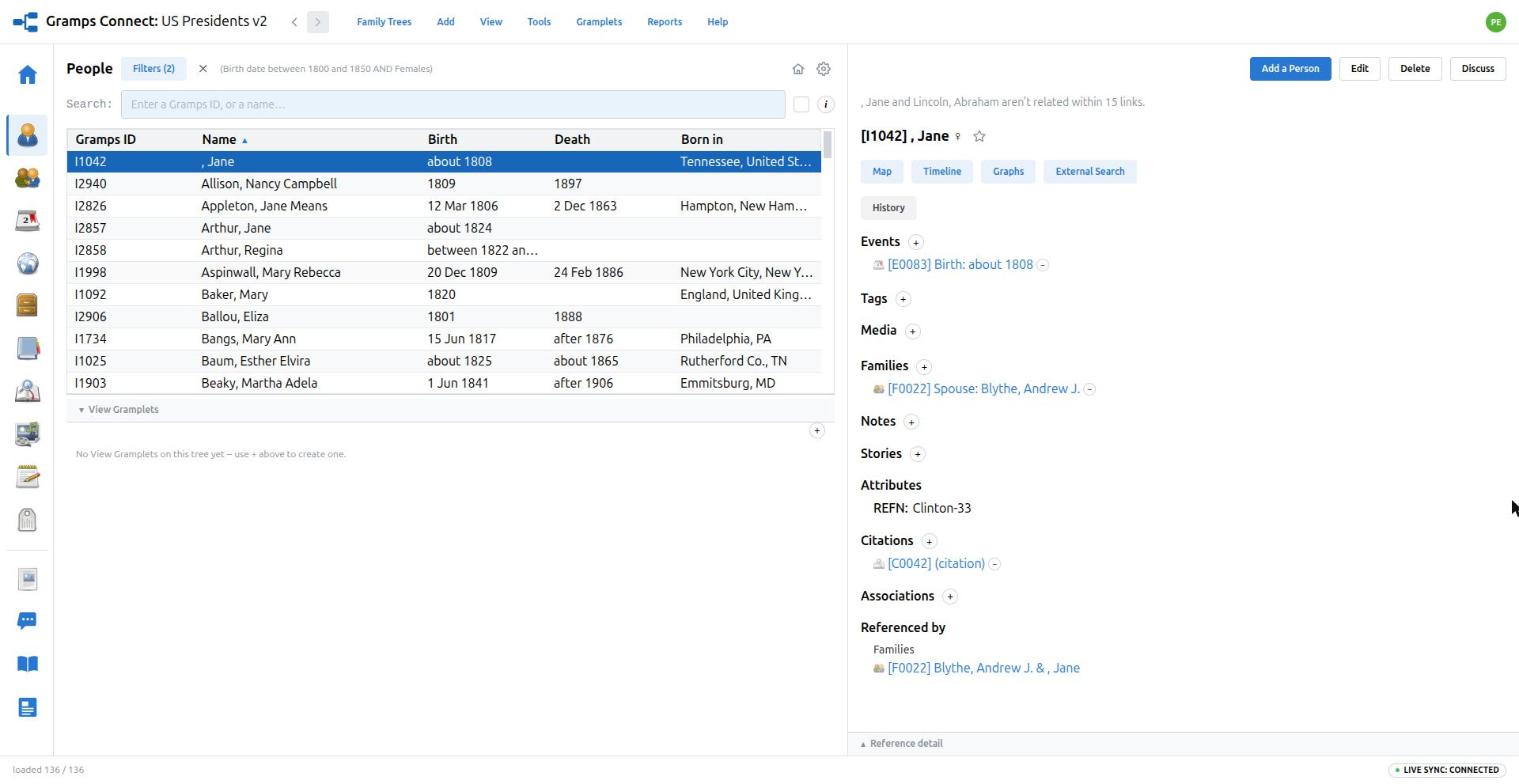 Gramps Connect: US Presidents v2
Family Trees Add View Tools Gramplets Reports Help
PE
People Filters (2) (Birth date between 1800 and 1850 AND Females)
Search: Enter a Gramps ID, or a name...
Gramps ID Name Birth Death Born in
I1042 , Jane about 1808 Tennessee, United St...
I2940 Allison, Nancy Campbell 1809 1897
I2826 Appleton, Jane Means 12 Mar 1806 2 Dec 1863 Hampton, New Ham...
I2857 Arthur, Jane about 1824
I2858 Arthur, Regina between 1822 an...
I1998 Aspinwall, Mary Rebecca 20 Dec 1809 24 Feb 1886 New York City, New Y...
I1092 Baker, Mary 1820 England, United King...
I2906 Ballou, Eliza 1801 1888
I1734 Bangs, Mary Ann 15 Jun 1817 after 1876 Philadelphia, PA
I1025 Baum, Esther Elvira about 1825 about 1865 Rutherford Co., TN
I1903 Beaky, Martha Adela 1 Jun 1841 after 1906 Emmitsburg, MD
View Gramplets
No View Gramplets on this tree yet – use + above to create one.
Add a Person Edit Delete Discuss
, Jane and Lincoln, Abraham aren't related within 15 links.
[I1042] , Jane ♀ ☆
Map Timeline Graphs External Search
History
Events +
[E0083] Birth: about 1808
Tags +
Media +
Families +
[F0022] Spouse: Blythe, Andrew J.
Notes +
Stories +
Attributes
REFN: Clinton-33
Citations +
[C0042] (citation)
Associations +
Referenced by
Families
[F0022] Blythe, Andrew J. & , Jane
Reference detail
loaded 136 / 136
LIVE SYNC: CONNECTED